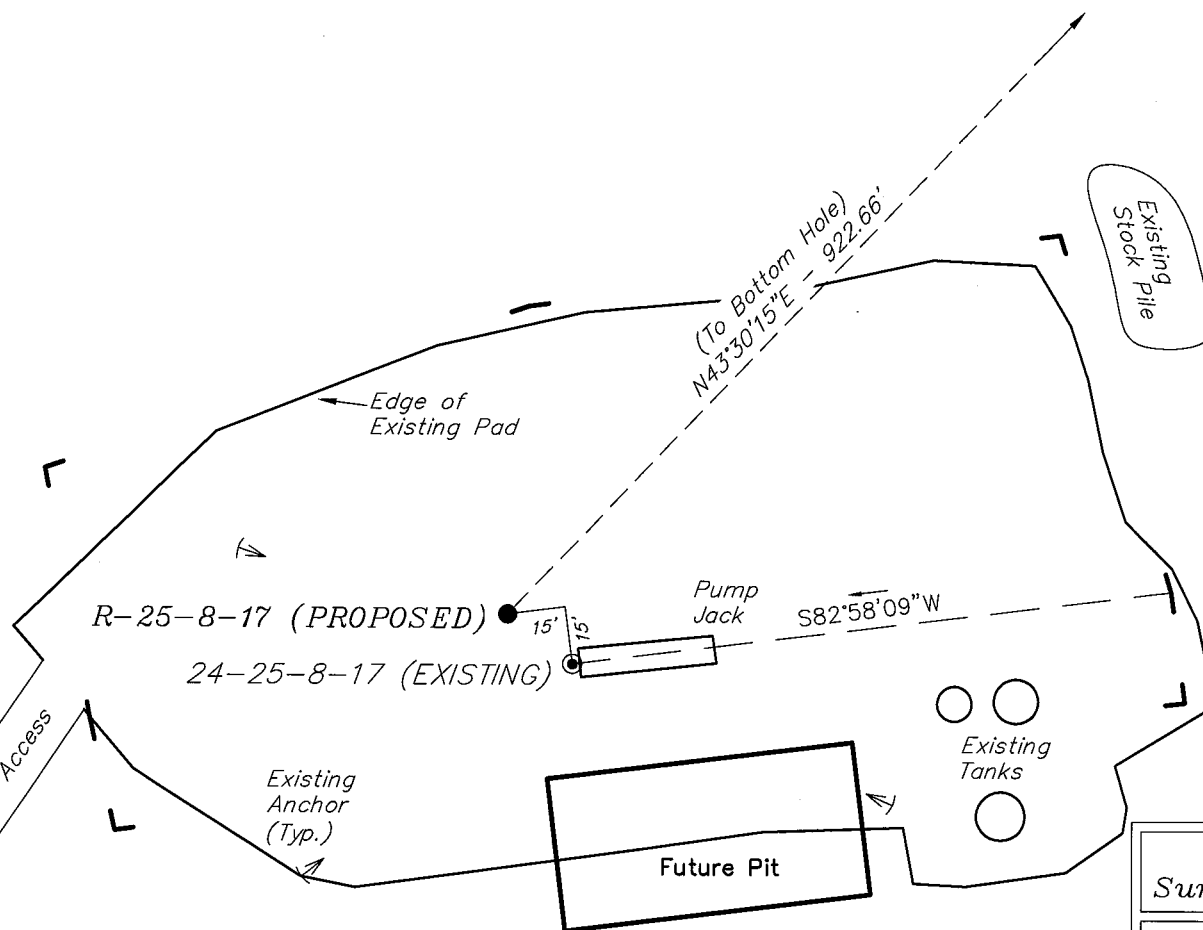 (To Bottom Hole)
N43°30'15"E - 922.66'
Existing
Stock Pile
Edge of
Existing Pad
R-25-8-17 (PROPOSED)
15'
15'
Pump
Jack
S82°58'09"W
24-25-8-17 (EXISTING)
Access
Existing
Anchor
(Typ.)
Existing
Tanks
Future Pit